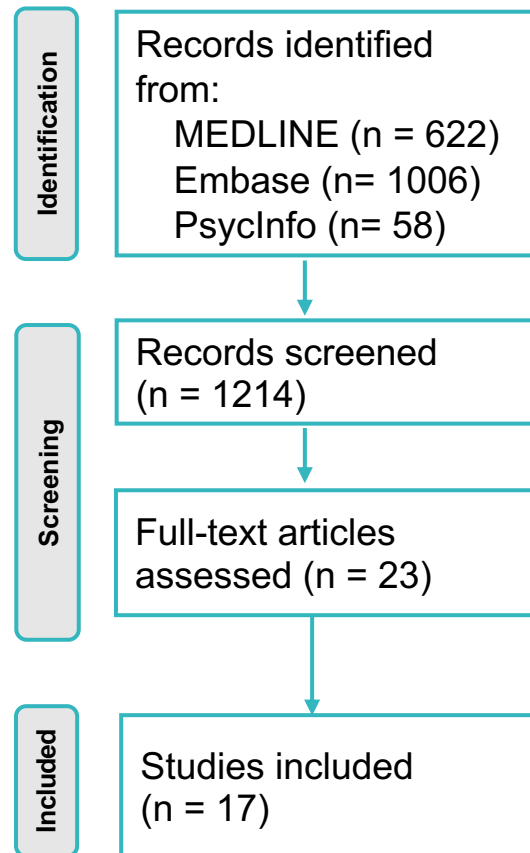 Identification
Records identified
from:
MEDLINE (n = 622)
Embase (n= 1006)
PsycInfo (n= 58)
Screening
Records screened
(n = 1214)
Full-text articles
assessed (n = 23)
Included
Studies included
(n = 17)